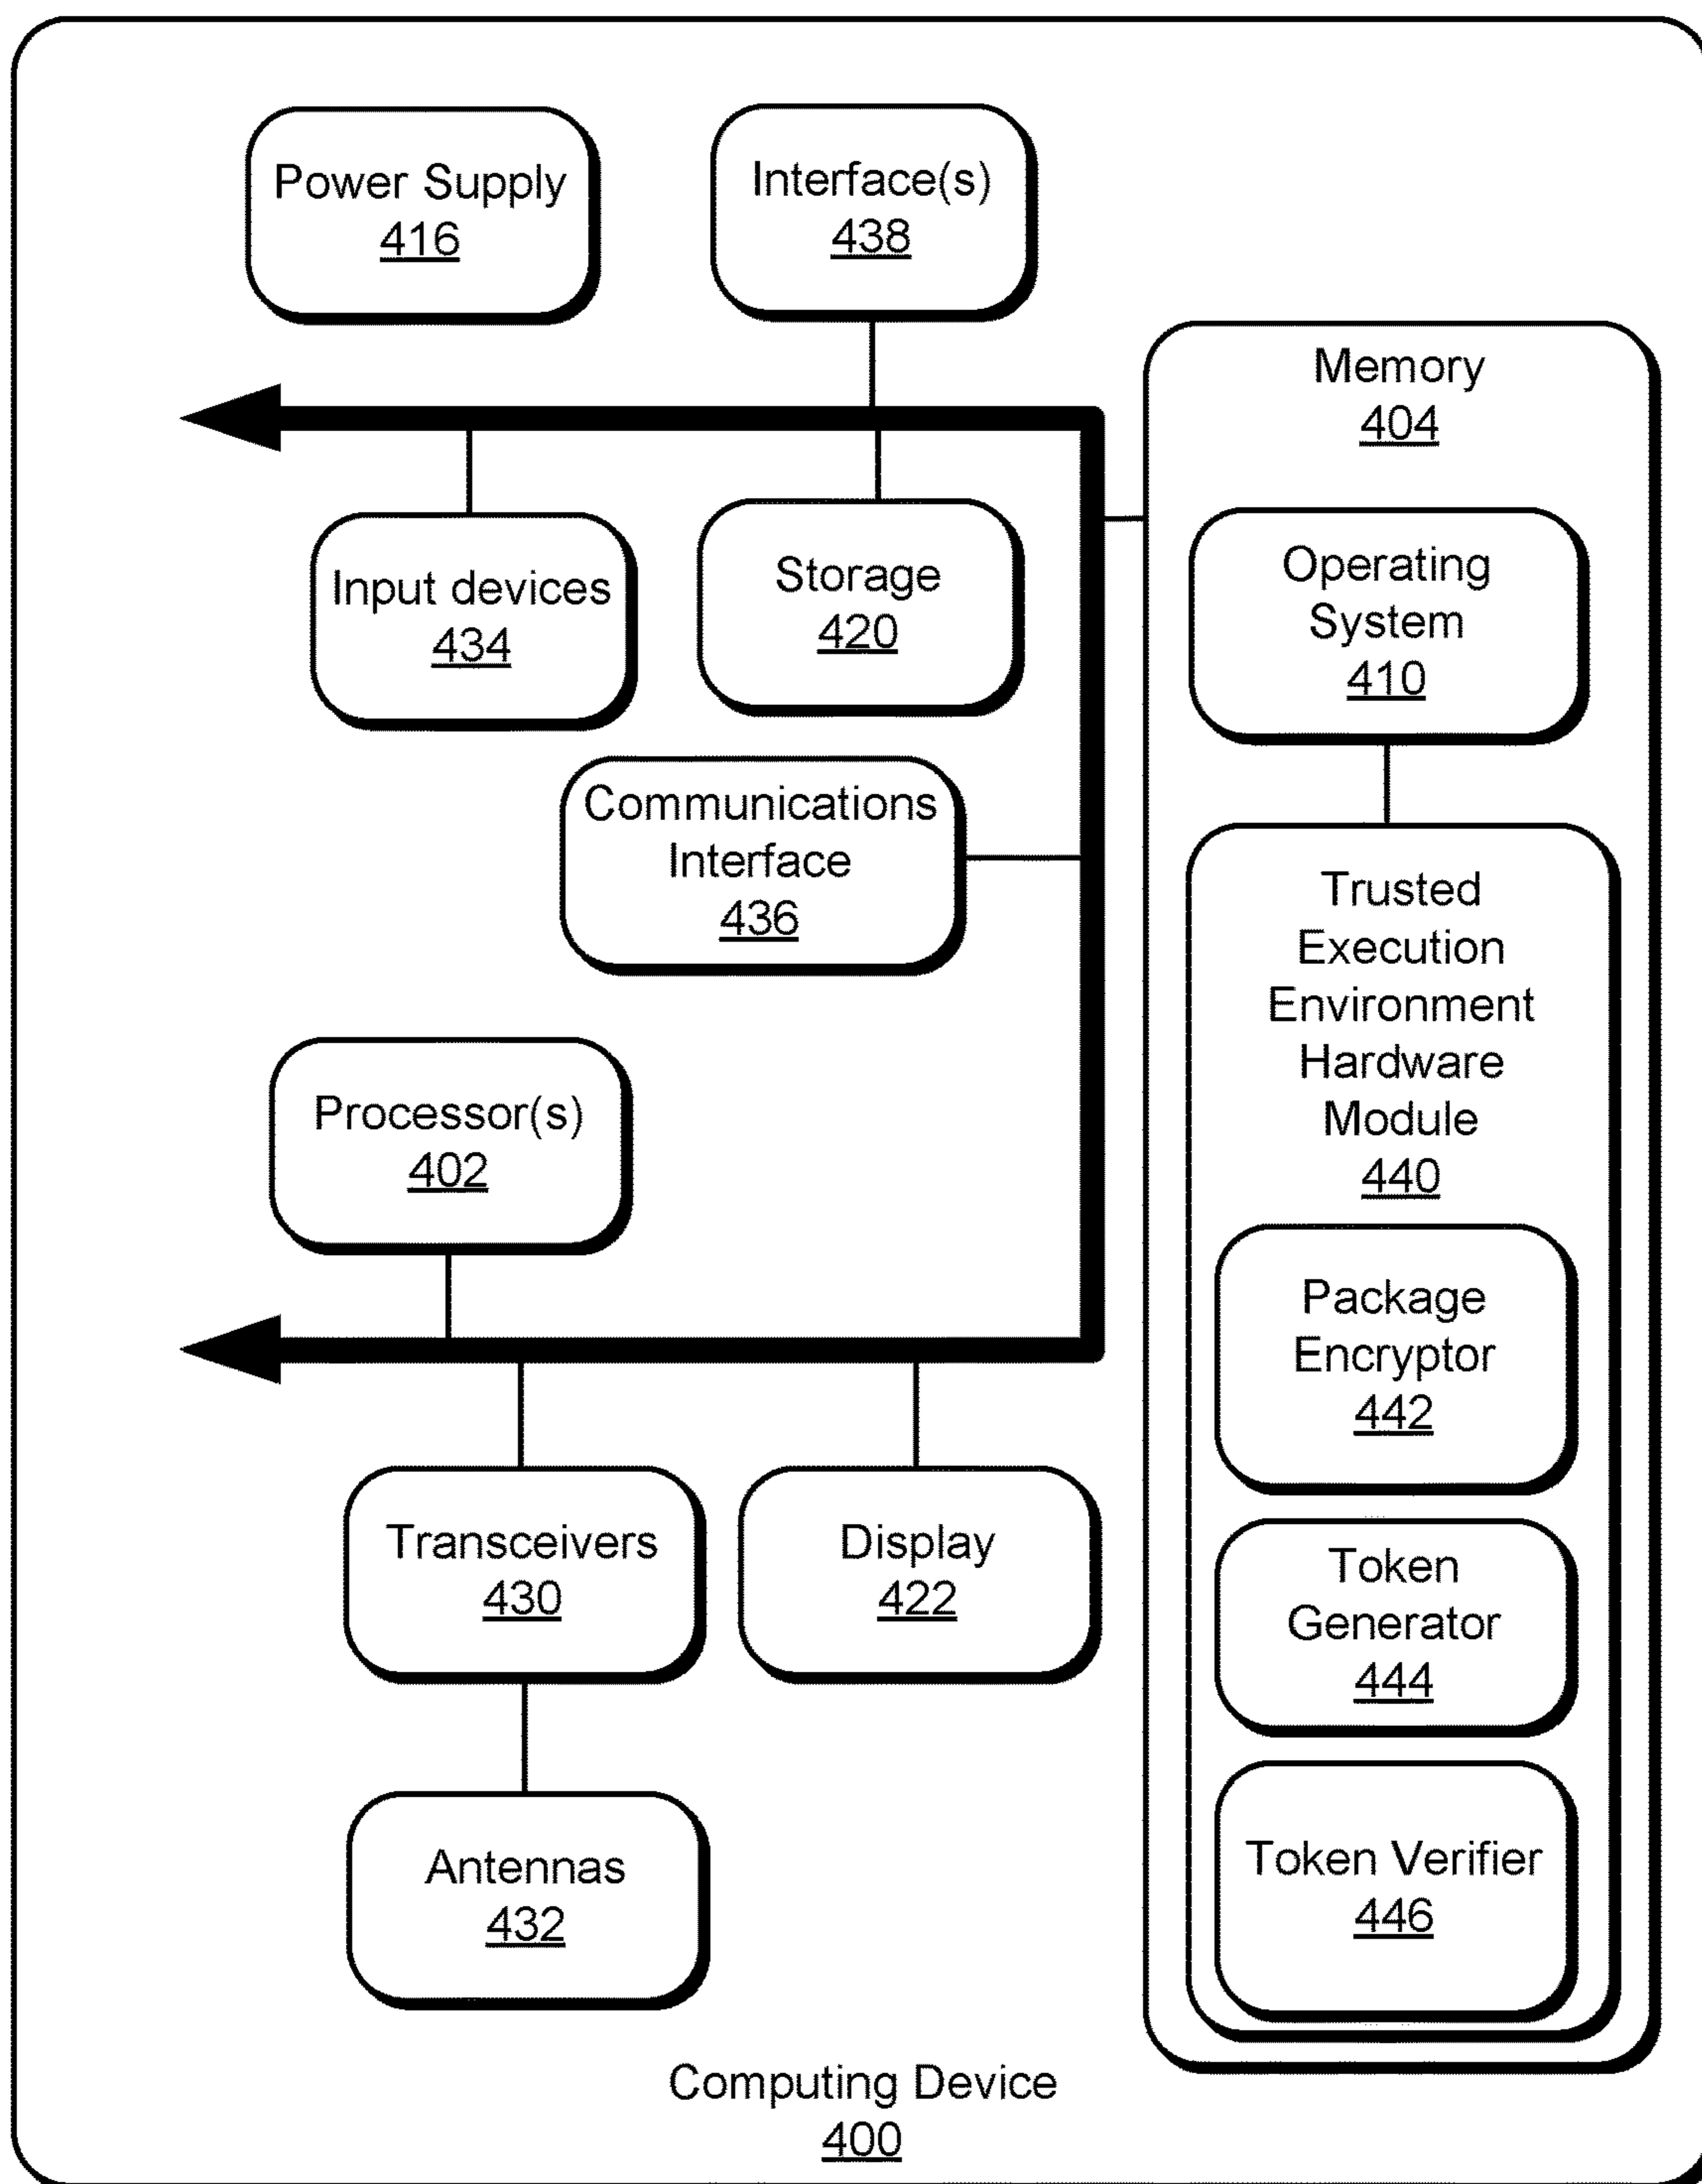 Power Supply
416
Interface(s)
438
Memory
404
Input devices
434
Storage
420
Operating
System
410
Communications
Interface
436
Trusted
Execution
Environment
Hardware
Module
440
Processor(s)
402
Package
Encryptor
442
Transceivers
430
Display
422
Token
Generator
444
Antennas
432
Token Verifier
446
Computing Device
400